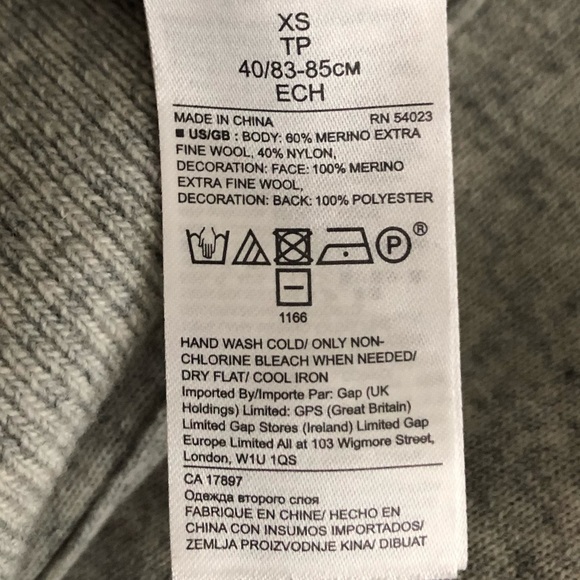 XS
TP
40/83-85CM
ECH
MADE IN CHINA RN 54023
■ US/GB : BODY: 60% MERINO EXTRA
FINE WOOL, 40% NYLON,
DECORATION: FACE: 100% MERINO
EXTRA FINE WOOL,
DECORATION: BACK: 100% POLYESTER
P®
1166
HAND WASH COLD/ ONLY NON-
CHLORINE BLEACH WHEN NEEDED/
DRY FLAT/ COOL IRON
Imported By/Importe Par: Gap (UK
Holdings) Limited: GPS (Great Britain)
Limited Gap Stores (Ireland) Limited Gap
Europe Limited All at 103 Wigmore Street,
London, W1U 1QS
CA 17897
Одежда второго слоя
FABRIQUE EN CHINE/ HECHO EN
CHINA CON INSUMOS IMPORTADOS/
ZEMLJA PROIZVODNJE KINA/ DIBUAT